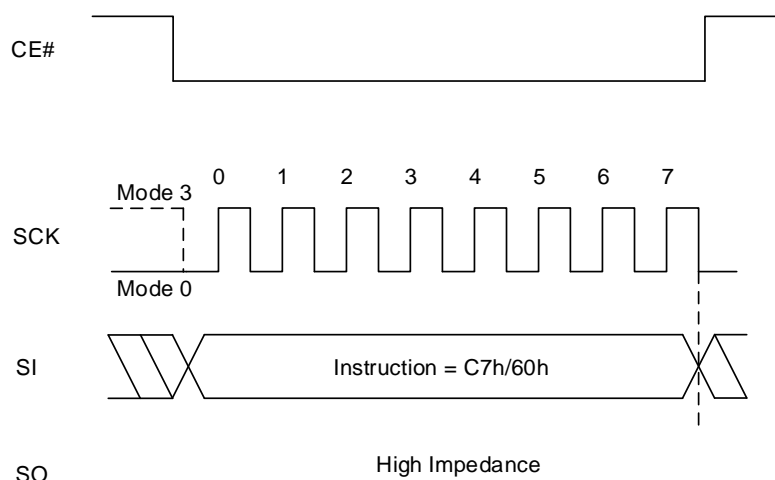 CE#
0 1 2 3 4 5 6 7
Mode 3
SCK
Mode 0
SI
Instruction = C7h/60h
High Impedance
SO